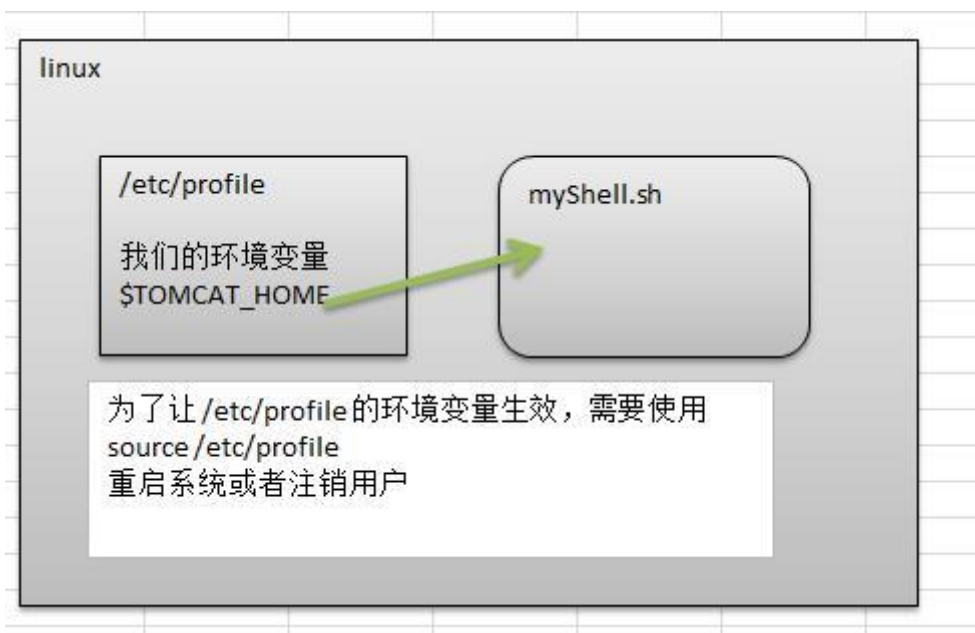 linux
/etc/profile
我们的环境变量
$TOMCAT_HOME
myShell.sh
为了让/etc/profile的环境变量生效，需要使用
source /etc/profile
重启系统或者注销用户